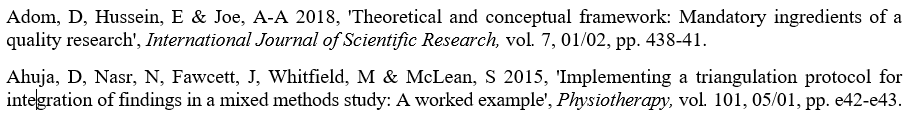 Adom, D, Hussein, E & Joe, A-A 2018, 'Theoretical and conceptual framework: Mandatory ingredients of a
quality research', International Journal of Scientific Research, vol. 7, 01/02, pp. 438-41.
Ahuja, D, Nasr, N, Fawcett, J, Whitfield, M & McLean, S 2015, 'Implementing a triangulation protocol for
integration of findings in a mixed methods study: A worked example', Physiotherapy, vol. 101, 05/01, pp. e42-e43.